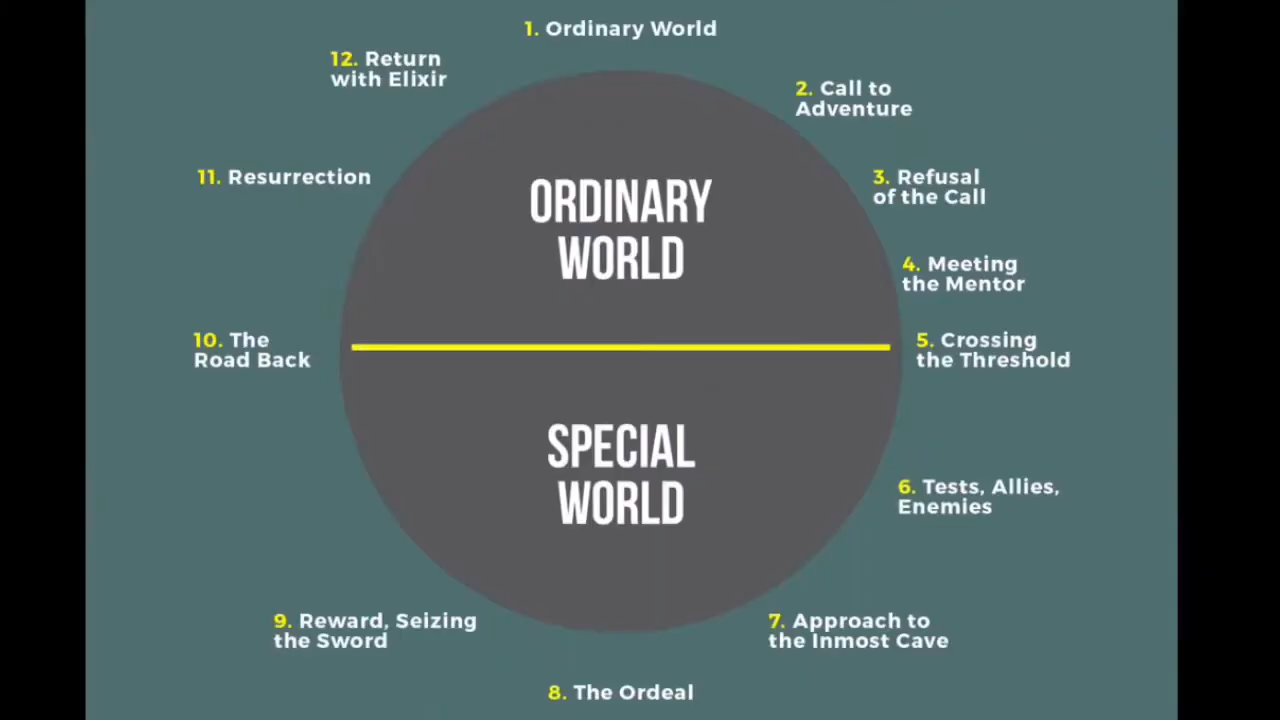 1. Ordinary World
2. Call to
Adventure
3. Refusal
of the Call
4. Meeting
the Mentor
5. Crossing
the Threshold
6. Tests, Allies,
Enemies
7. Approach to
the Inmost Cave
8. The Ordeal
9. Reward, Seizing
the Sword
10. The
Road Back
11. Resurrection
12. Return
with Elixir
ORDINARY
WORLD
SPECIAL
WORLD